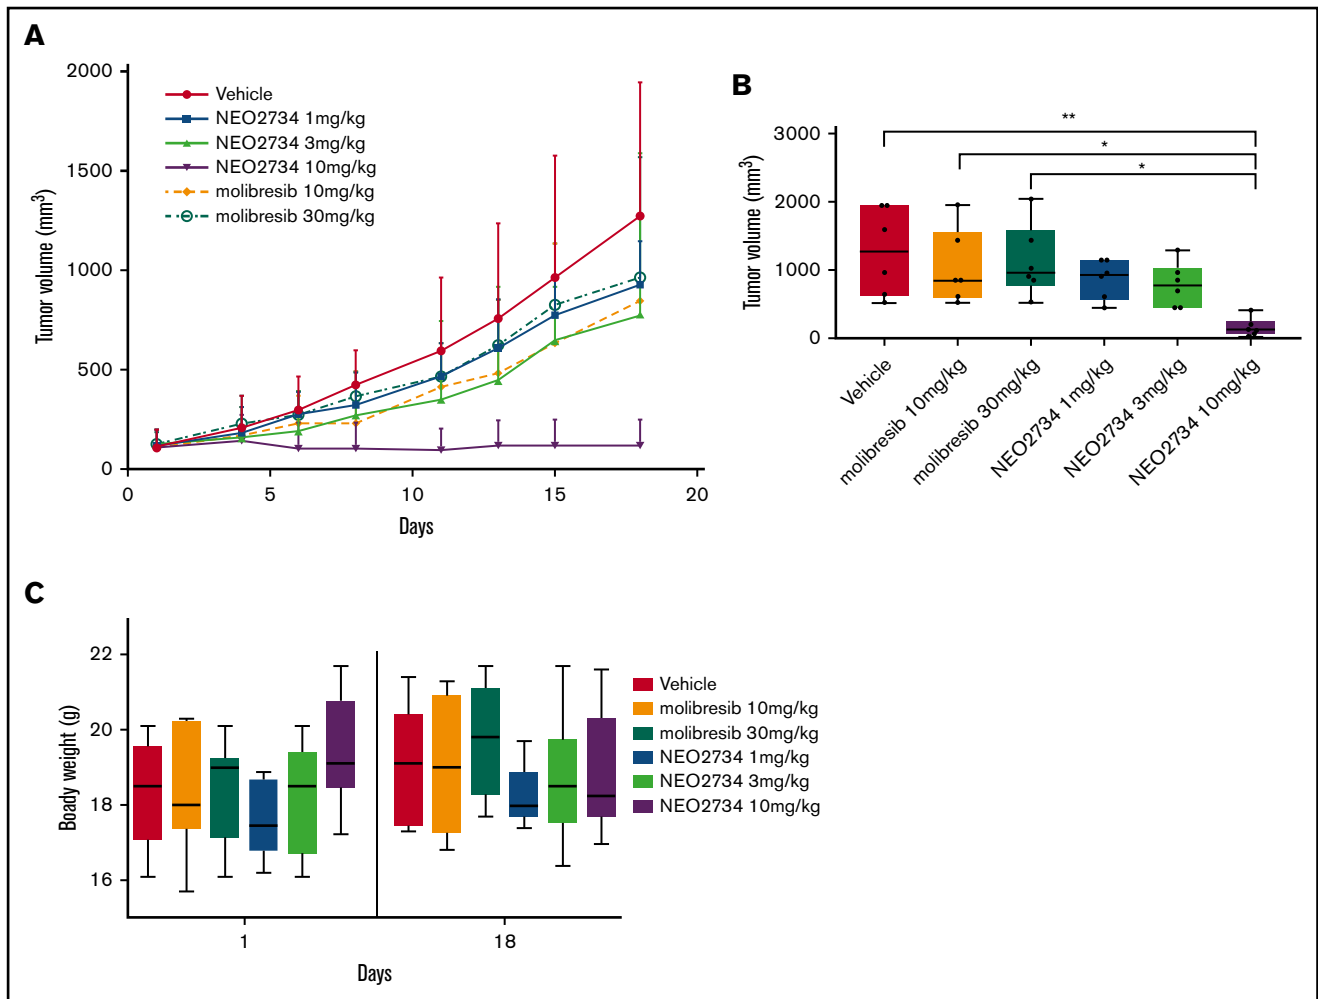 A
2000
1500
1000
500
0
Tumor volume (mm³)
Vehicle
NEO2734 1mg/kg
NEO2734 3mg/kg
NEO2734 10mg/kg
molibresib 10mg/kg
molibresib 30mg/kg
0 5 10 15 20
Days
B
3000
2000
1000
0
Tumor volume (mm³)
**
*
*
Vehicle
molibresib 10mg/kg
molibresib 30mg/kg
NEO2734 1mg/kg
NEO2734 3mg/kg
NEO2734 10mg/kg
C
22
20
18
16
Boady weight (g)
1 18
Days
Vehicle
molibresib 10mg/kg
molibresib 30mg/kg
NEO2734 1mg/kg
NEO2734 3mg/kg
NEO2734 10mg/kg